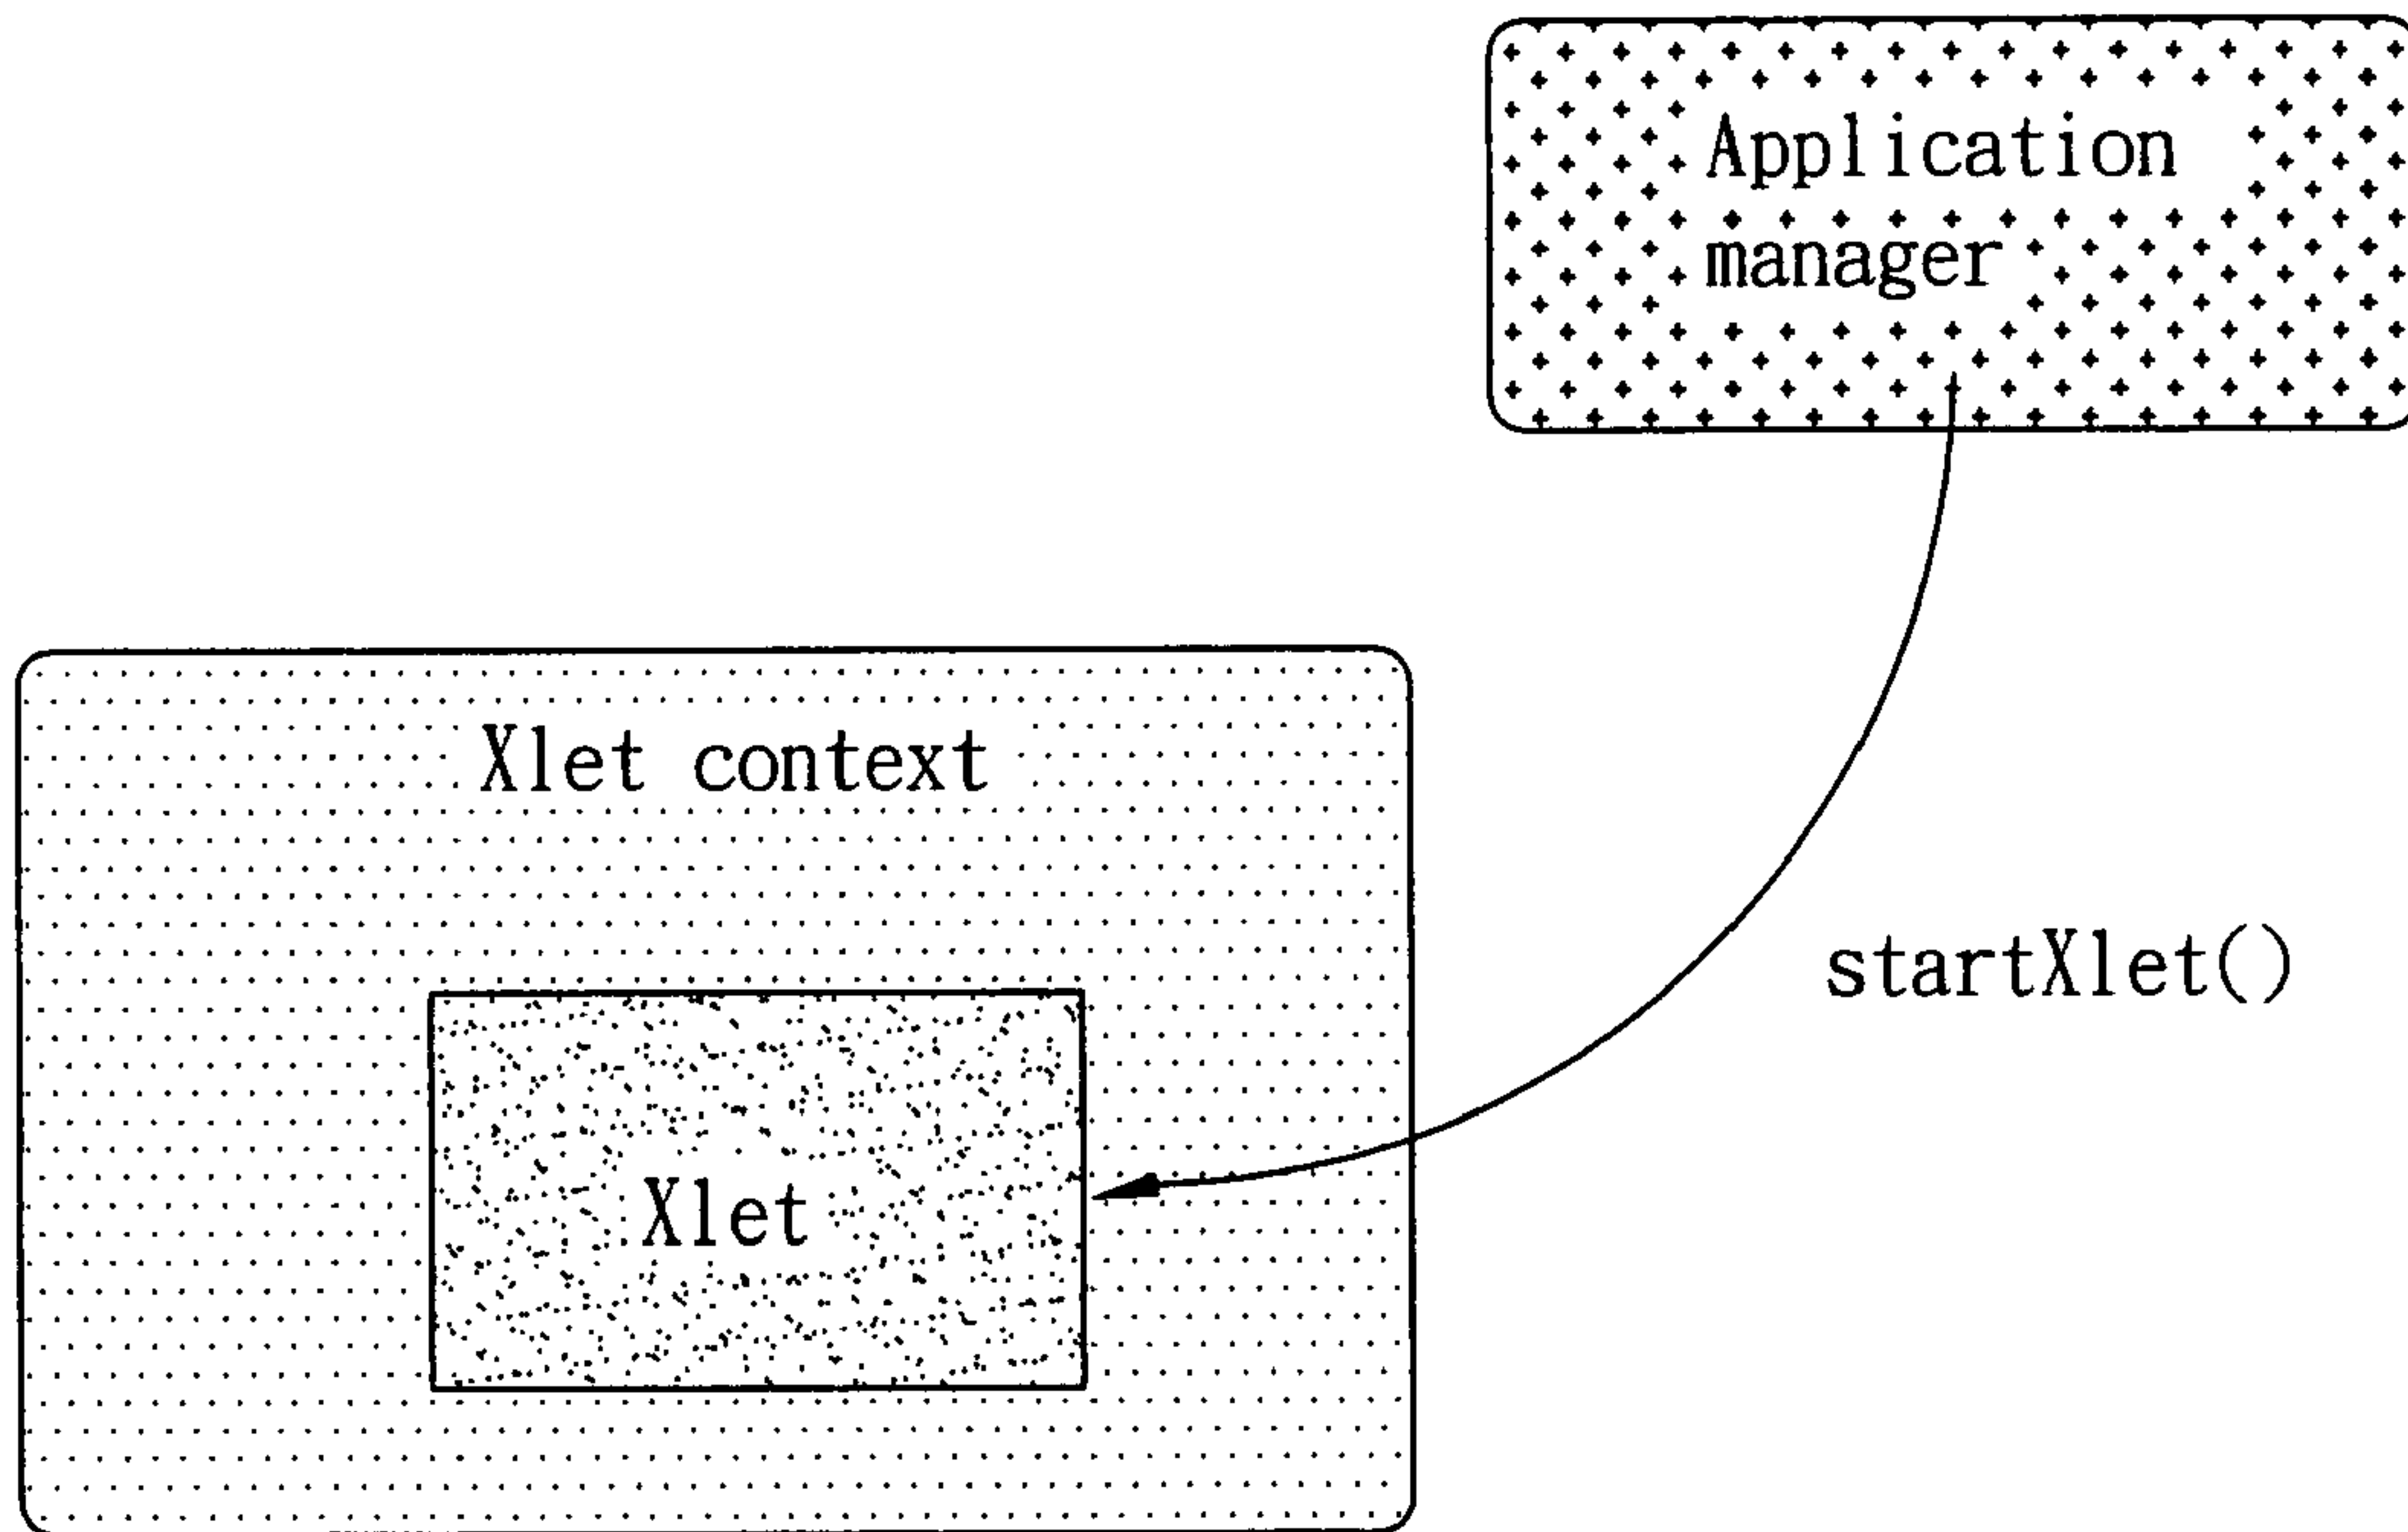 Application
manager
Xlet context
startXlet()
Xlet